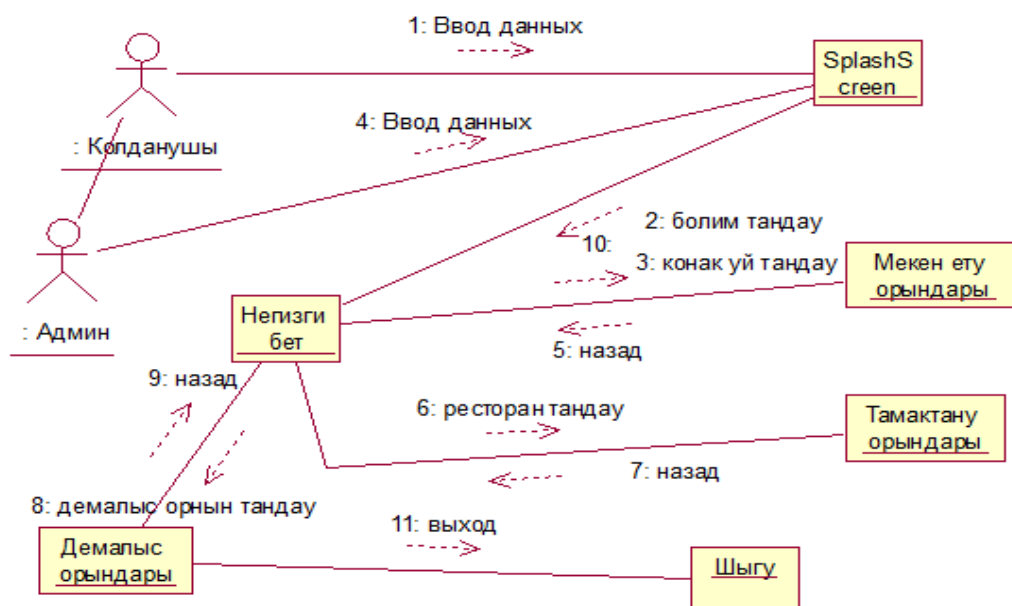 1: Ввод данных
SplashS
creen
4: Ввод данных
: Колданушы
2: болим тандау
10:
3: конак уй тандау
Мекен ету
орындары
: Админ
Негизги
бет
5: назад
9: назад
6: ресторан тандау
Тамактану
орындары
7: назад
8: демалыс орнын тандау
11: выход
Демалыс
орындары
Шыгу